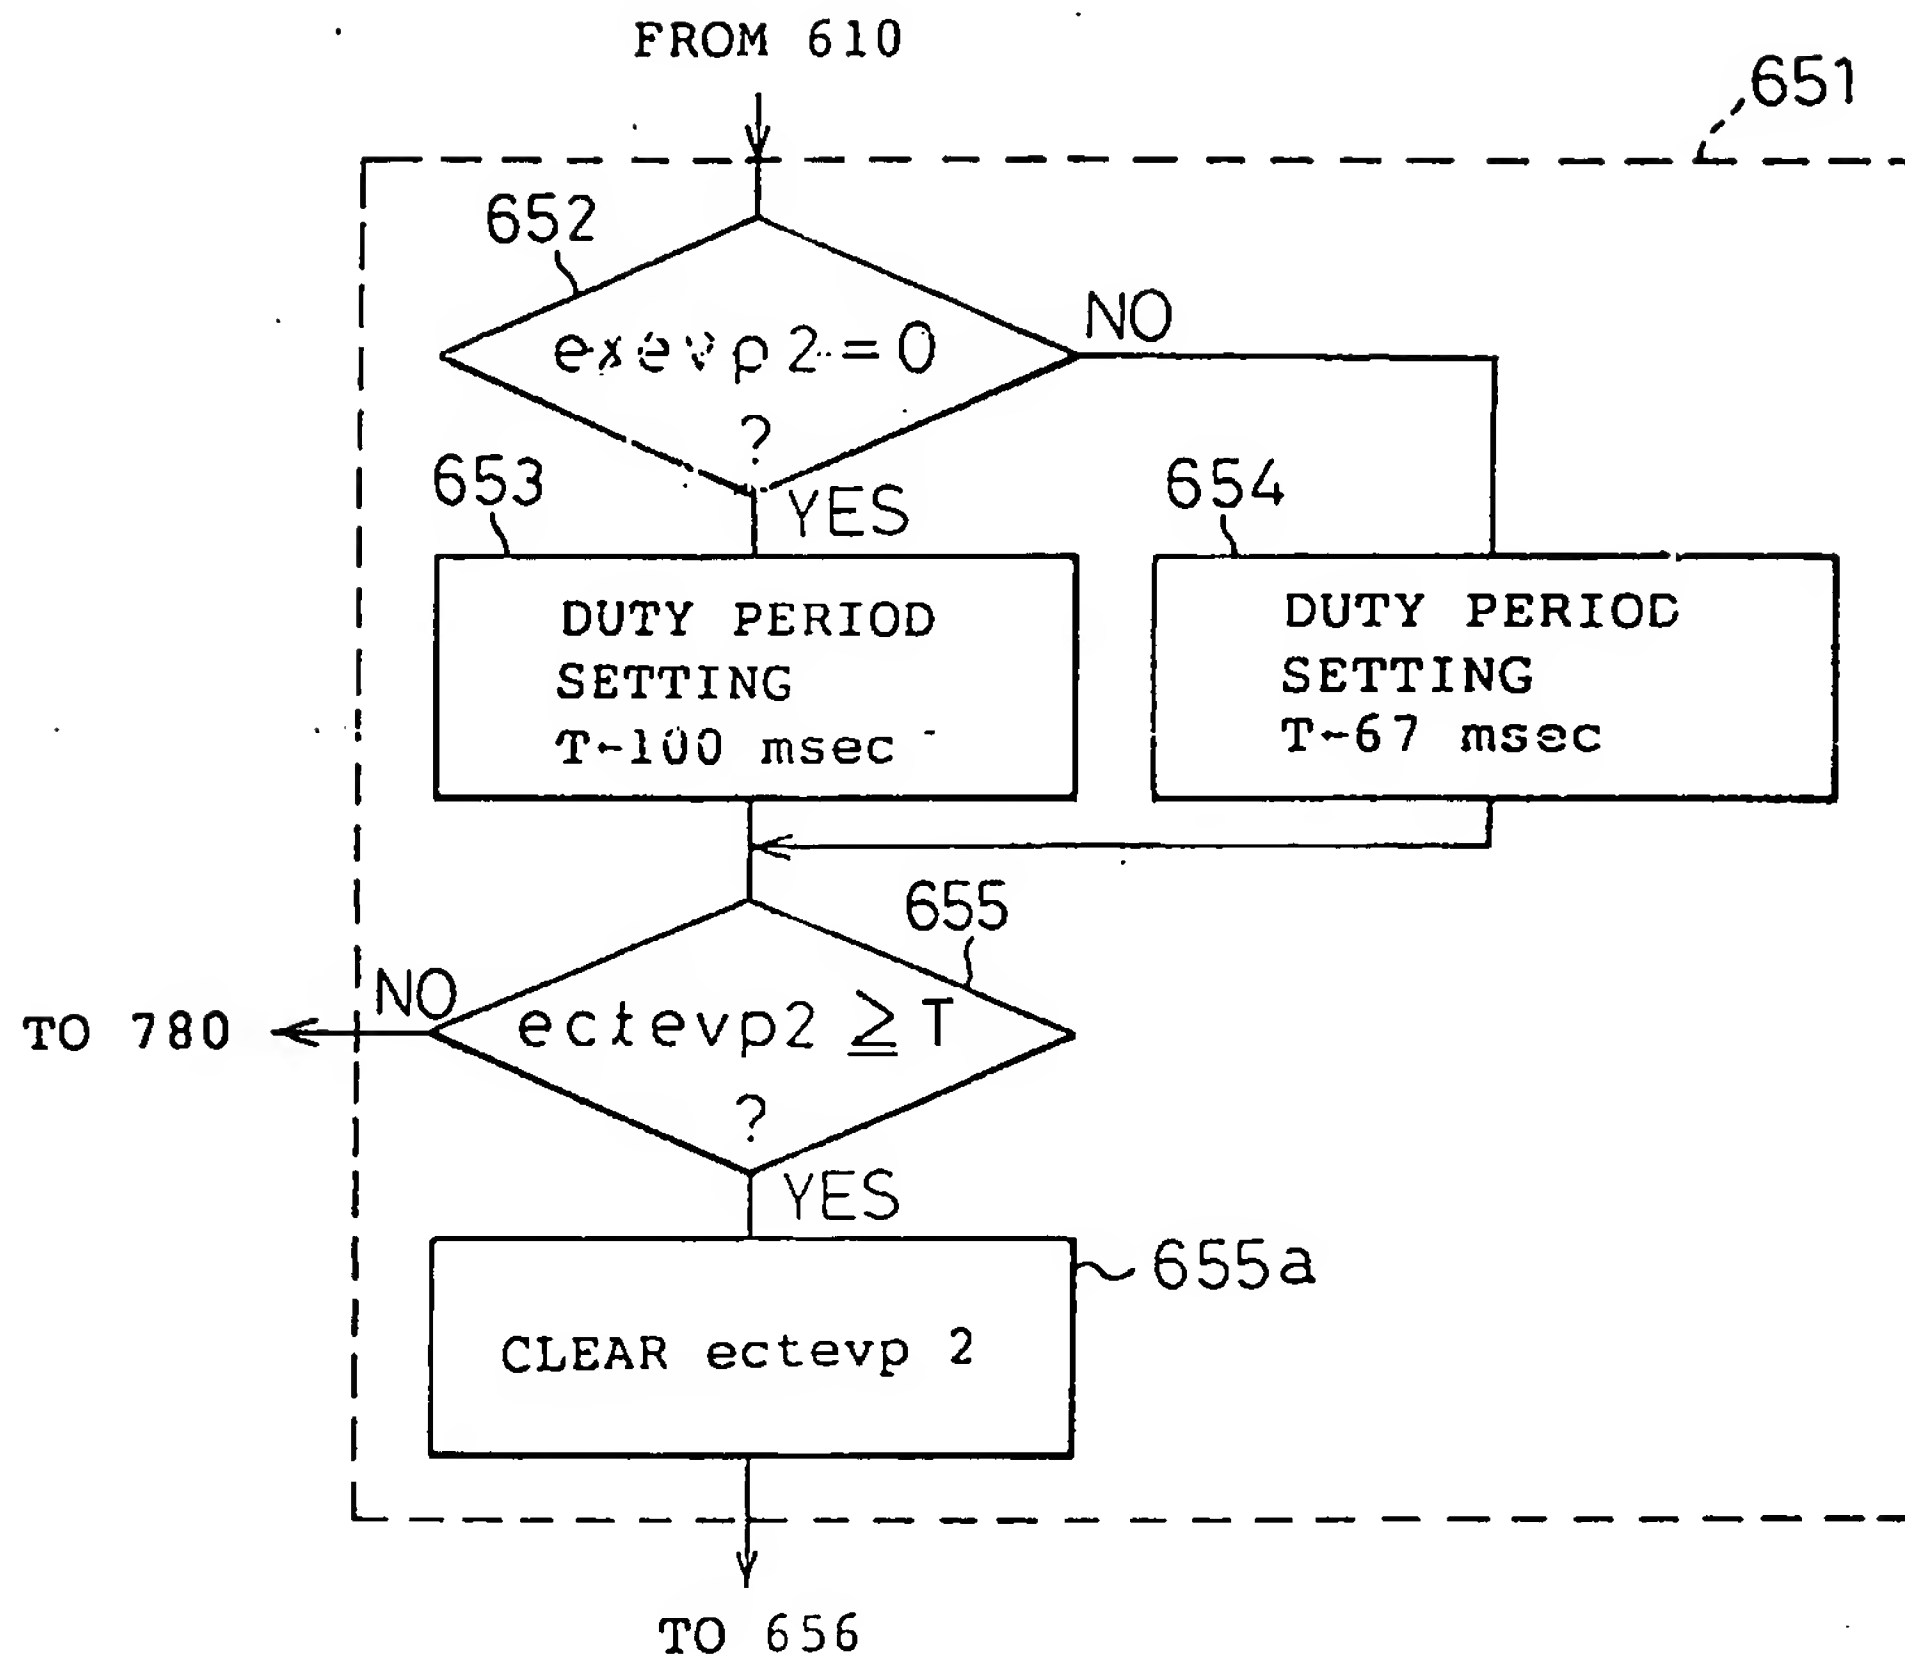 FROM 610
651
652
exevp2=0
?
NO
YES
653
654
DUTY PERIOD
SETTING
T←100 msec
DUTY PERIOD
SETTING
T←67 msec
655
NO
ectevp2 ≥ T
?
TO 780
YES
655a
CLEAR ectevp 2
TO 656